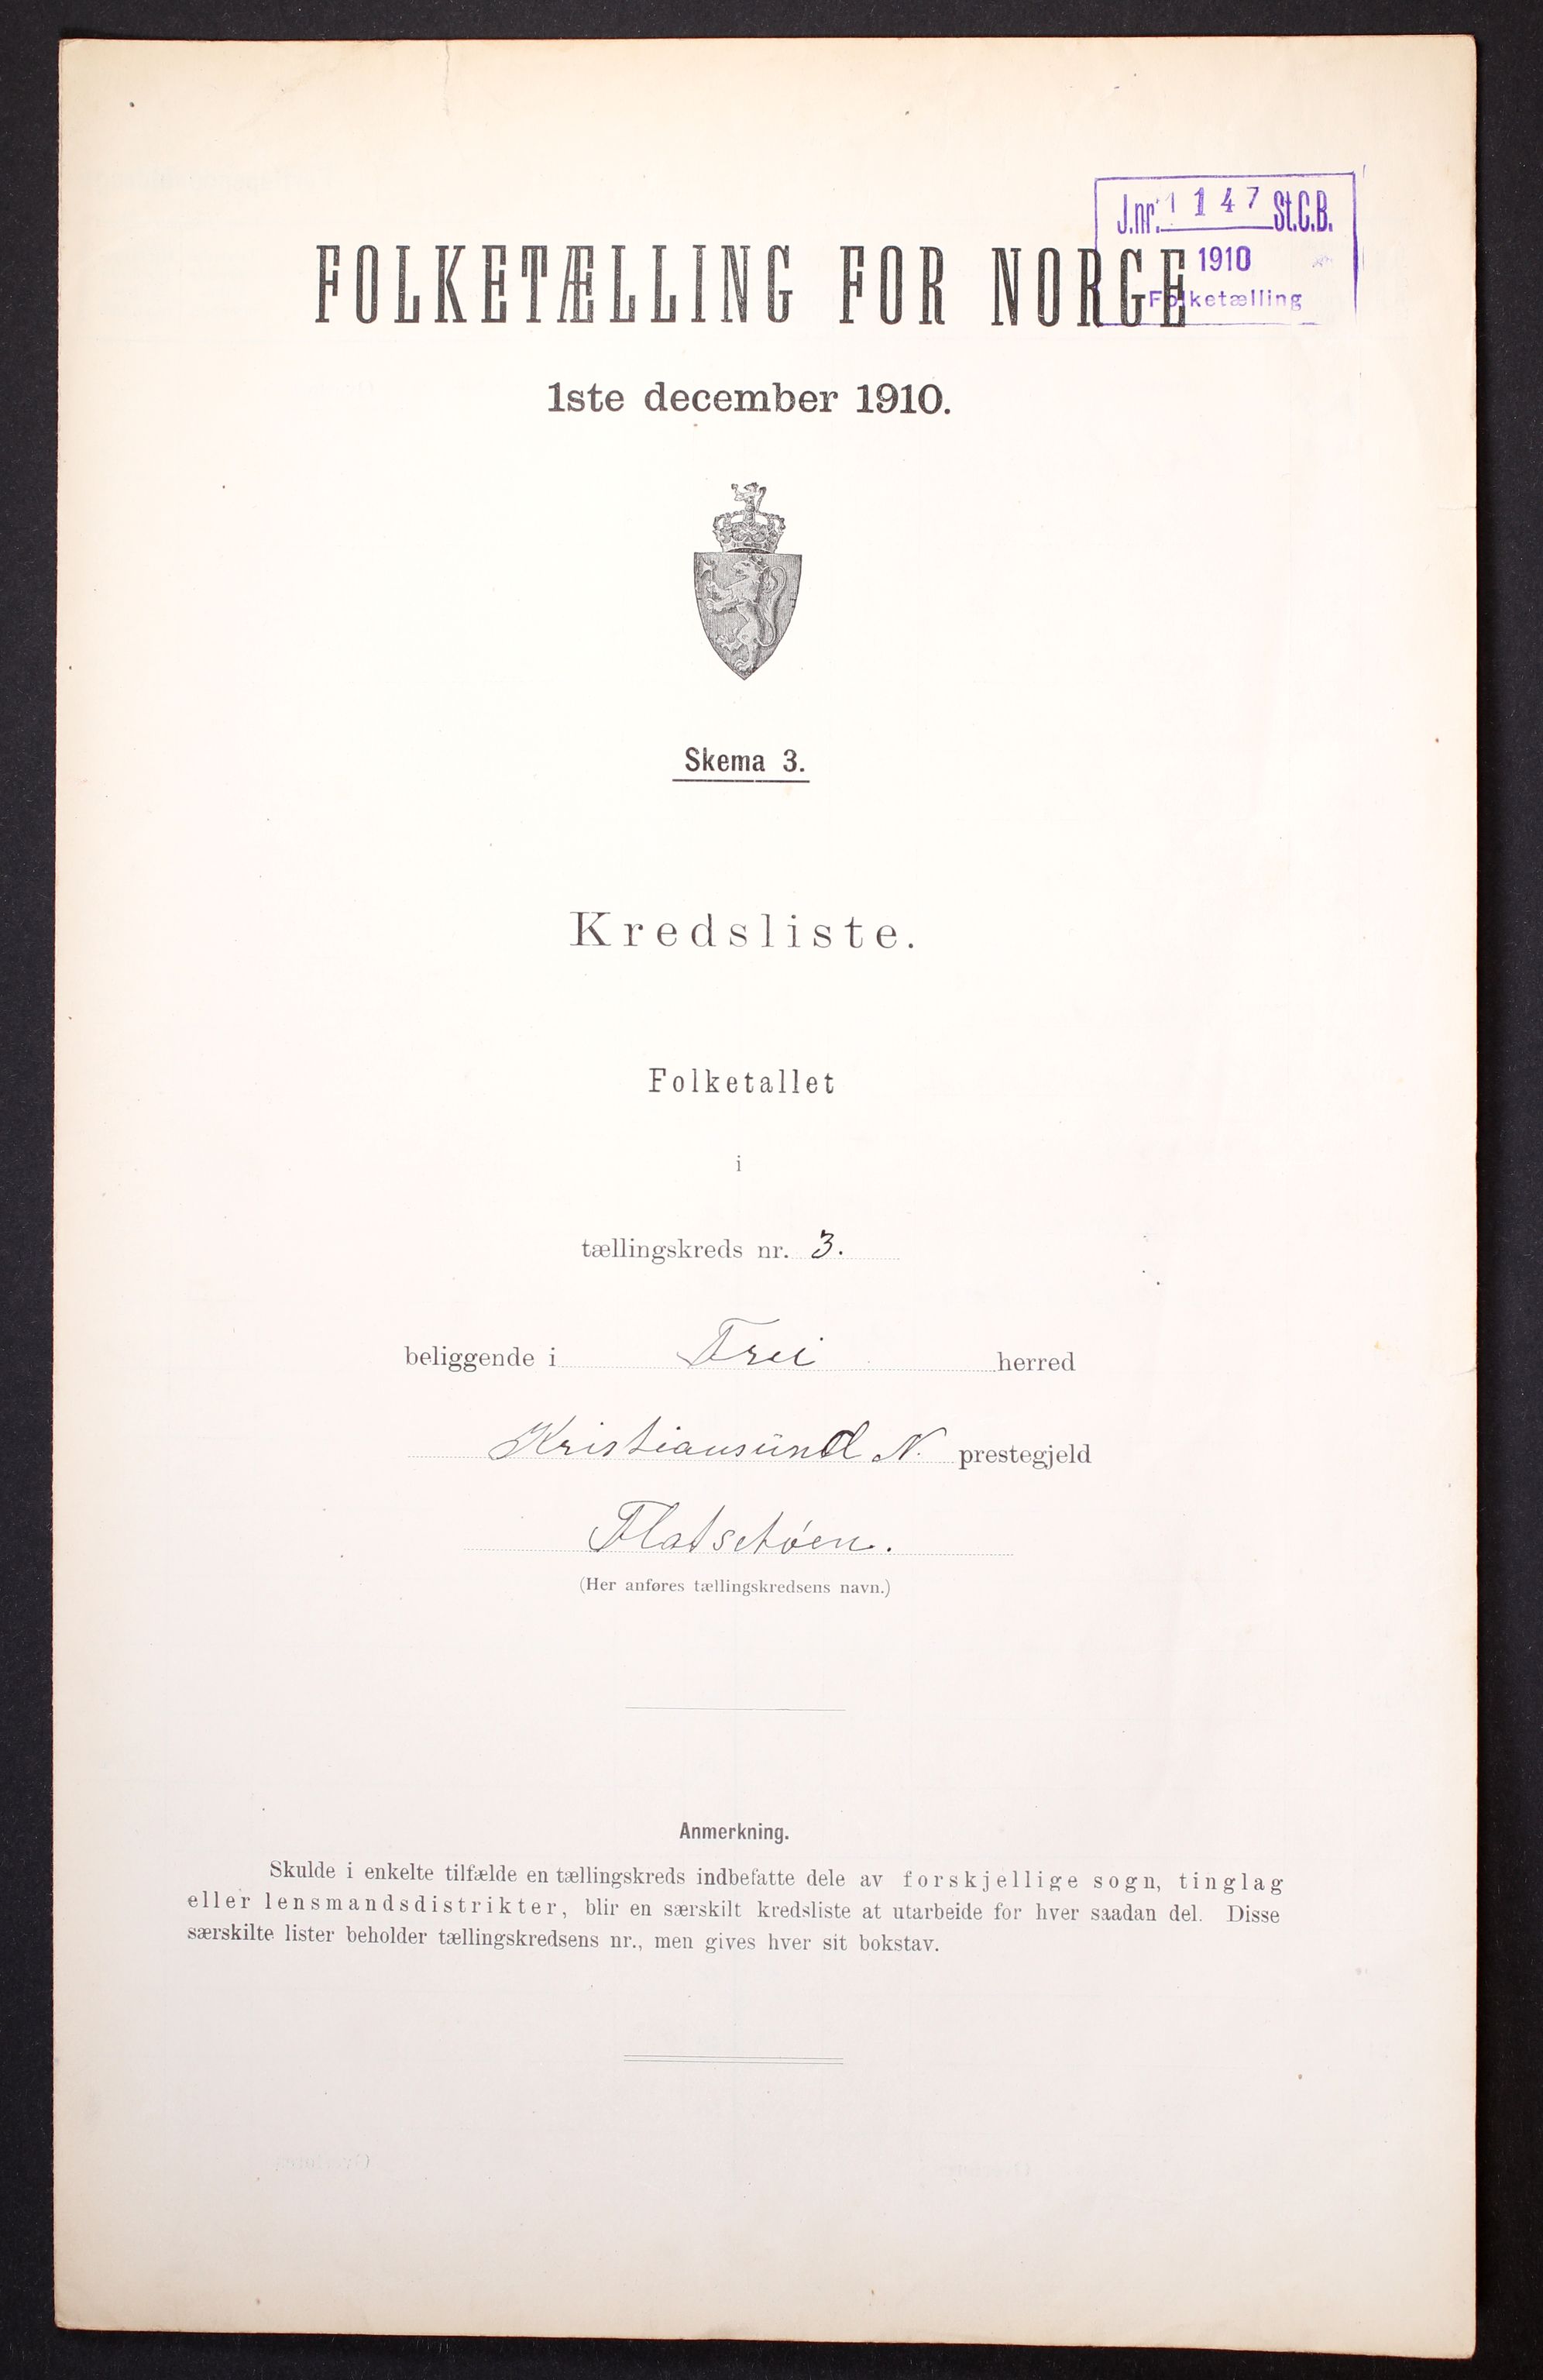 J.nr. 1147 St.C.B.
1910
Folketælling
FOLKETÆLLING FOR NORGE
1ste december 1910.
Skema 3.
Kredsliste.
Folketallet
i
tællingskreds nr. 3.
beliggende i Frei herred
Kristiansund N. prestegjeld
Flatsetøen.
(Her anføres tællingskredsens navn.)
Anmerkning.
Skulde i enkelte tilfælde en tællingskreds indbefatte dele av forskjellige sogn, tinglag
eller lensmandsdistrikter, blir en særskilt kredsliste at utarbeide for hver saadan del. Disse
særskilte lister beholder tællingskredsens nr., men gives hver sit bokstav.